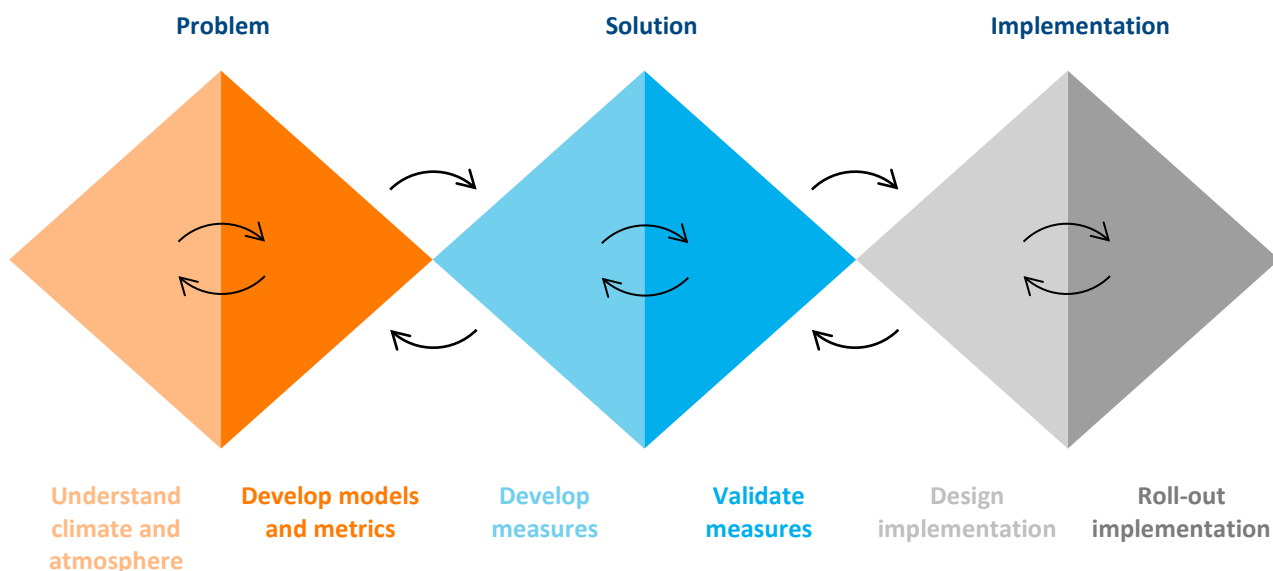 Problem
Solution
Implementation
Understand
climate and
atmosphere
Develop models
and metrics
Develop
measures
Validate
measures
Design
implementation
Roll-out
implementation